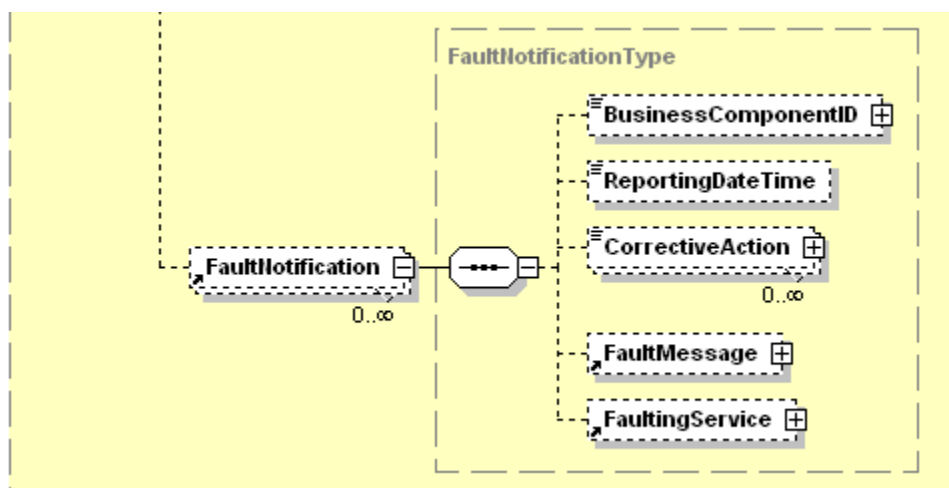 FaultNotificationType
BusinessComponentID
ReportingDateTime
CorrectiveAction
0..∞
FaultNotification
0..∞
FaultMessage
FaultingService